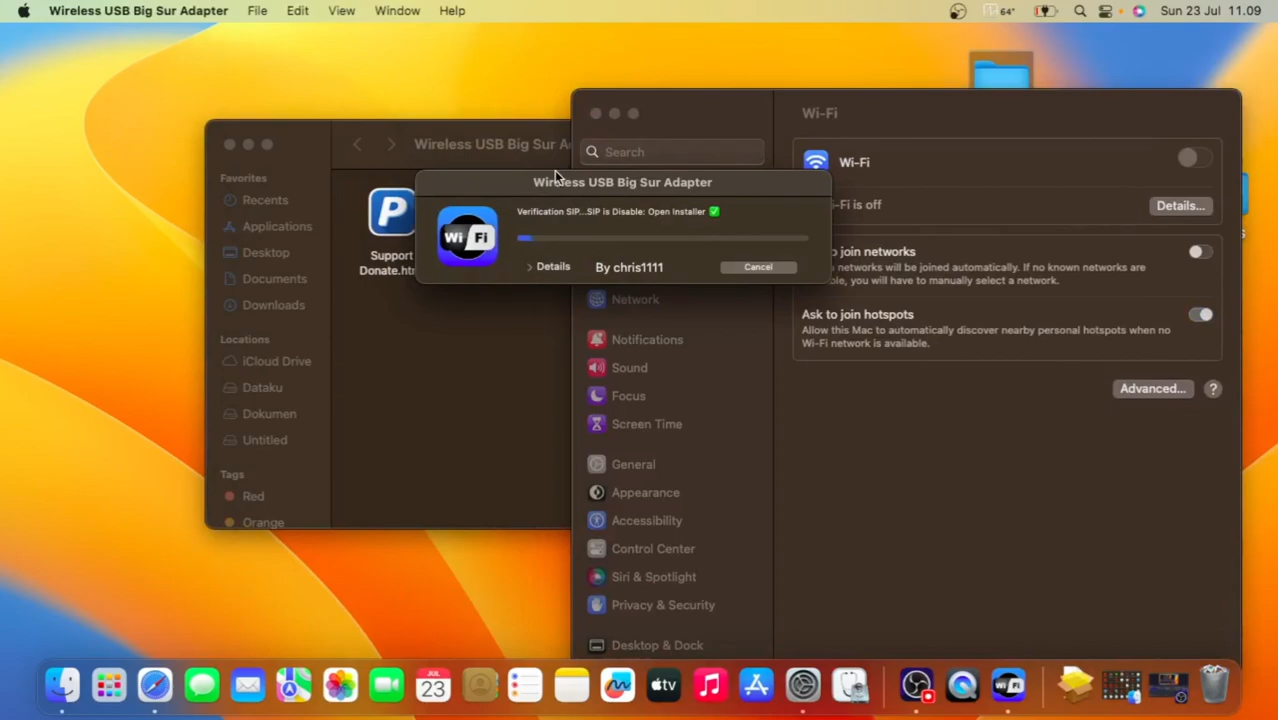 Wireless USB Big Sur Adapter File Edit View Window Help 64° Sun 23 Jul 11.09
Favorites
Recents
Applications
Desktop
Documents
Downloads
Locations
iCloud Drive
Dataku
Dokumen
Untitled
Tags
Red
Orange
Wireless USB Big Sur A
P
Support
Donate.htm
Wireless USB Big Sur Adapter
Verification SIP...SIP is Disable: Open Installer
Wi Fi
Details By chris1111 Cancel
Search
Network
Notifications
Sound
Focus
Screen Time
General
Appearance
Accessibility
Control Center
Siri & Spotlight
Privacy & Security
Desktop & Dock
Wi-Fi
Wi-Fi
-Fi is off Details...
o join networks
networks will be joined automatically. If no known networks are
le, you will have to manually select a network.
Ask to join hotspots
Allow this Mac to automatically discover nearby personal hotspots when no
Wi-Fi network is available.
Advanced... ?
JUL
23
tv
Wi Fi